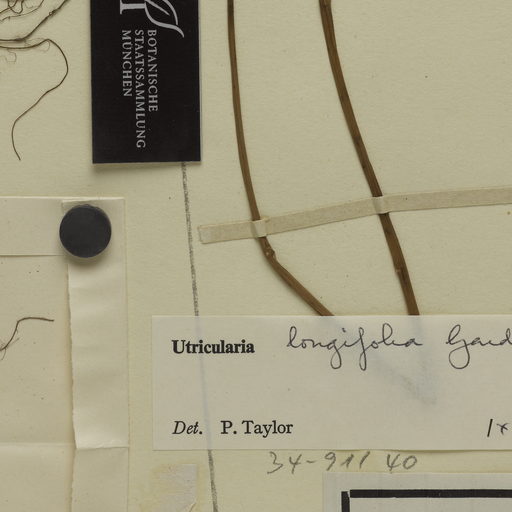 BOTANISCHE
STAATSSAMMLUNG
MÜNCHEN
Utricularia longifolia Gard
Det. P. Taylor 1x
34-911 40